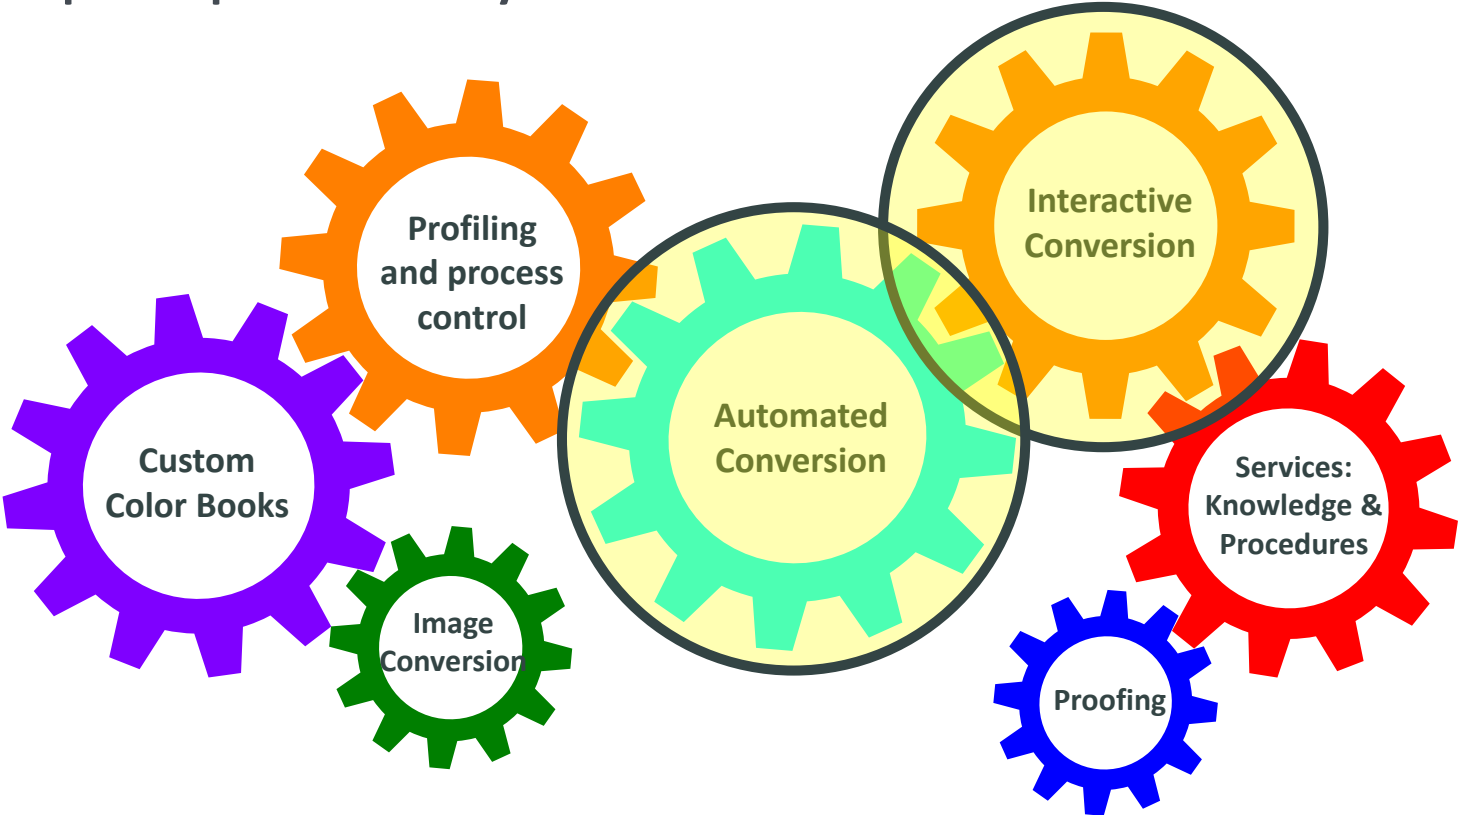 Profiling
and process
control
Interactive
Conversion
Automated
Conversion
Custom
Color Books
Services:
Knowledge &
Procedures
Image
Conversion
Proofing